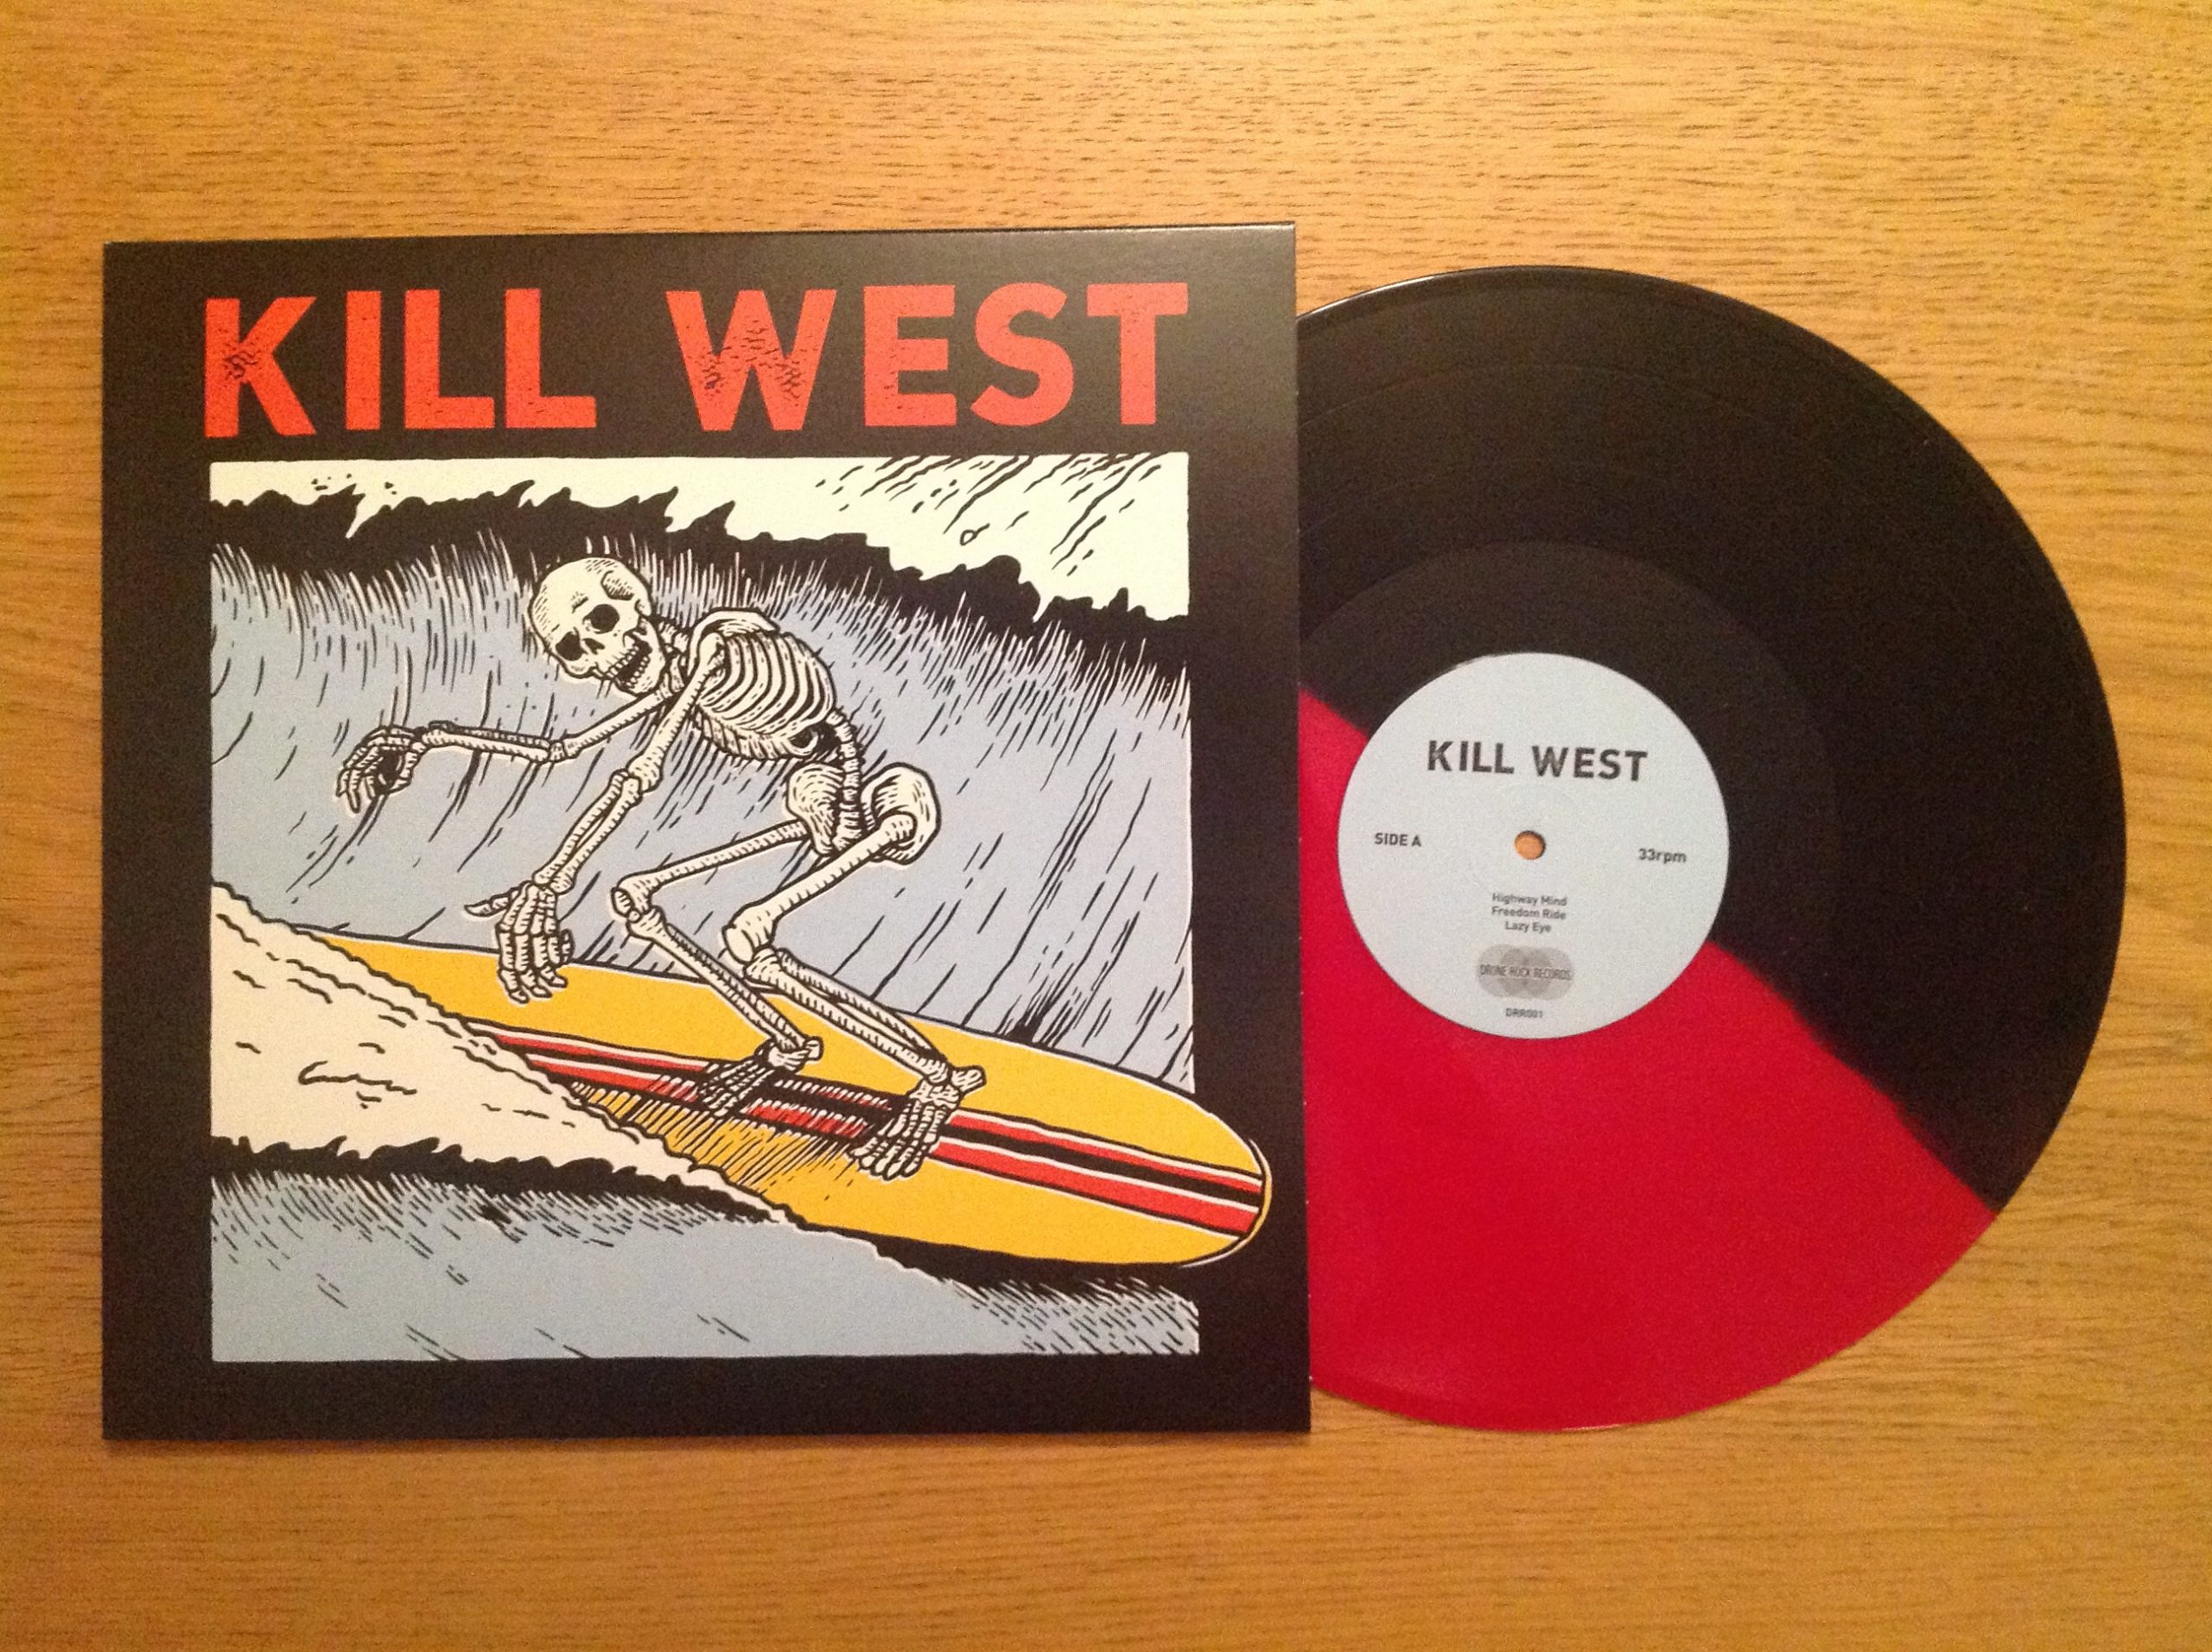 KILL WEST
KILL WEST
SIDE A
33rpm
Highway Mind
Freedom Ride
Lazy Eye
DRONE ROCK RECORDS
DRR001